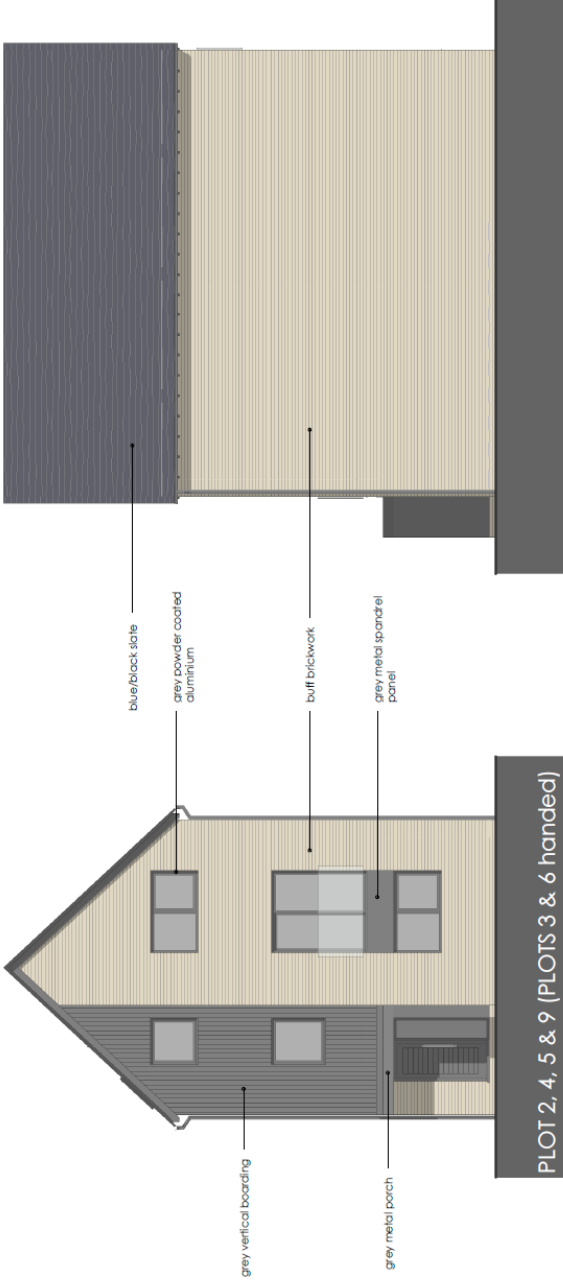 blue/black slate
grey powder coated
aluminium
buff brickwork
grey metal spandrel
panel
grey vertical boarding
grey metal porch
PLOT 2, 4, 5 & 9 (PLOTS 3 & 6 handed)